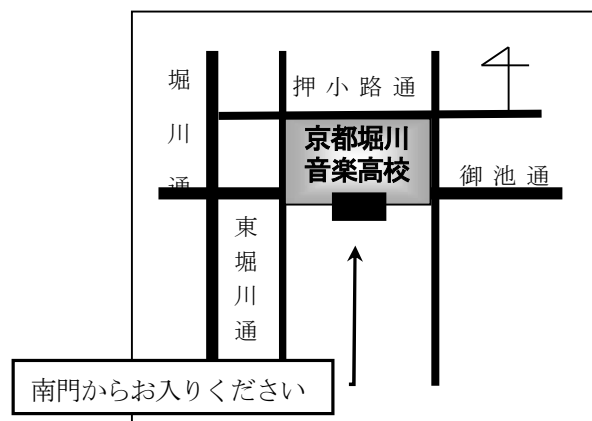 堀川通
押小路通
京都堀川
音楽高校
御池通
東堀川通
南門からお入りください